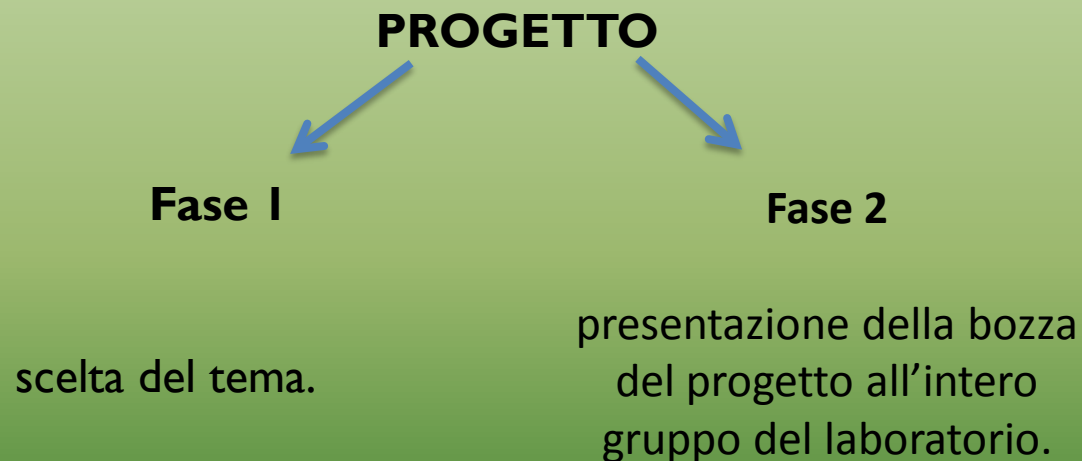 PROGETTO
Fase 1
Fase 2
scelta del tema.
presentazione della bozza
del progetto all’intero
gruppo del laboratorio.